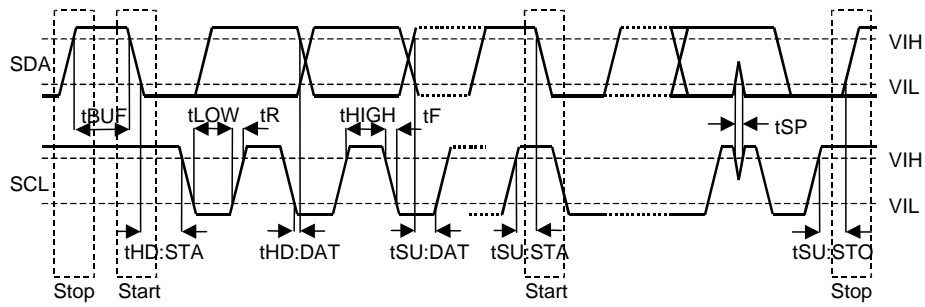 VIH
SDA
VIL
tBUF
tLOW
tR
tHIGH
tF
tSP
VIH
SCL
VIL
tHD:STA
tHD:DAT
tSU:DAT
tSU:STA
tSU:STO
Stop
Start
Start
Stop